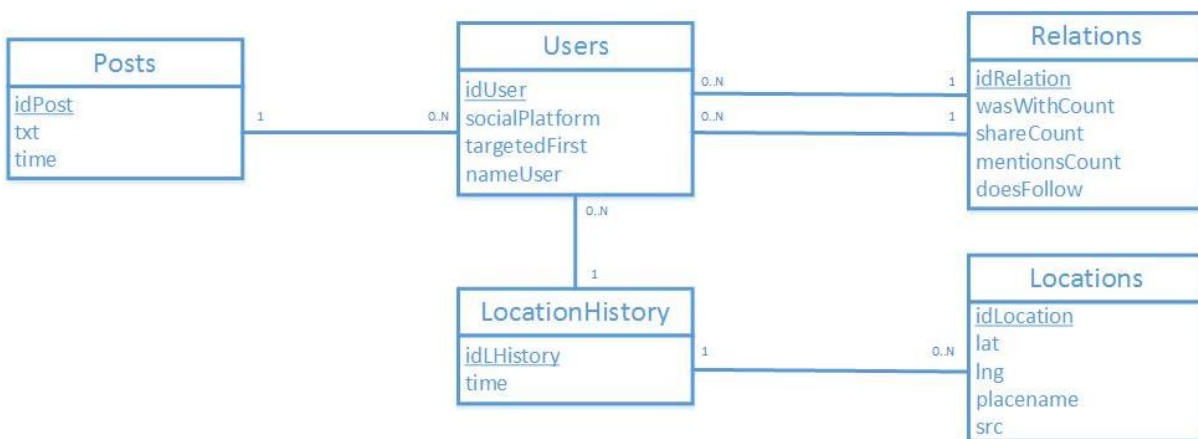 Posts
idPost
txt
time
1
0..N
Users
idUser
socialPlatform
targetedFirst
nameUser
0..N
1
0..N
1
Relations
idRelation
wasWithCount
shareCount
mentionsCount
doesFollow
0..N
1
LocationHistory
idLHistory
time
1
0..N
Locations
idLocation
lat
lng
placename
src